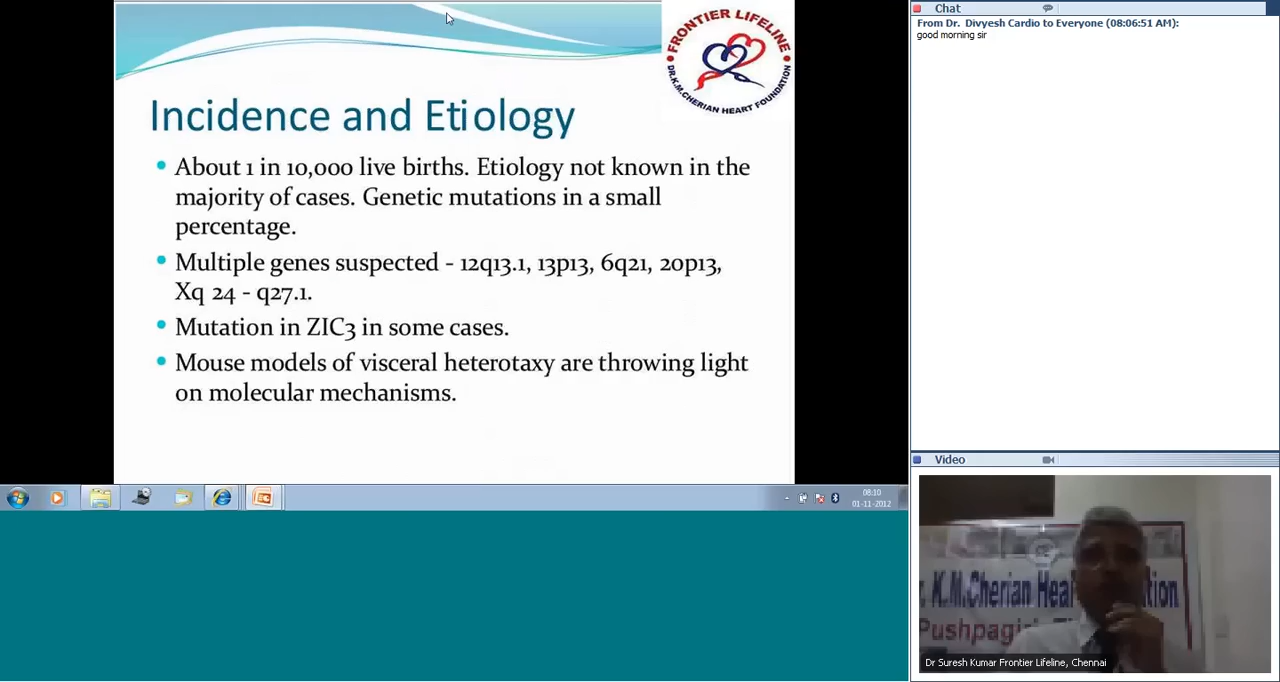 FRONTIER LIFELINE
DR.K.M.CHERIAN HEART FOUNDATION
Incidence and Etiology
About 1 in 10,000 live births. Etiology not known in the
majority of cases. Genetic mutations in a small
percentage.
Multiple genes suspected - 12q13.1, 13p13, 6q21, 20p13,
Xq 24 - q27.1.
Mutation in ZIC3 in some cases.
Mouse models of visceral heterotaxy are throwing light
on molecular mechanisms.
08:10
01-11-2012
Chat
From Dr. Divyesh Cardio to Everyone (08:06:51 AM):
good morning sir
Video
K.M.Cherian Hea tion
Pushpagiri
Dr Suresh Kumar Frontier Lifeline, Chennai